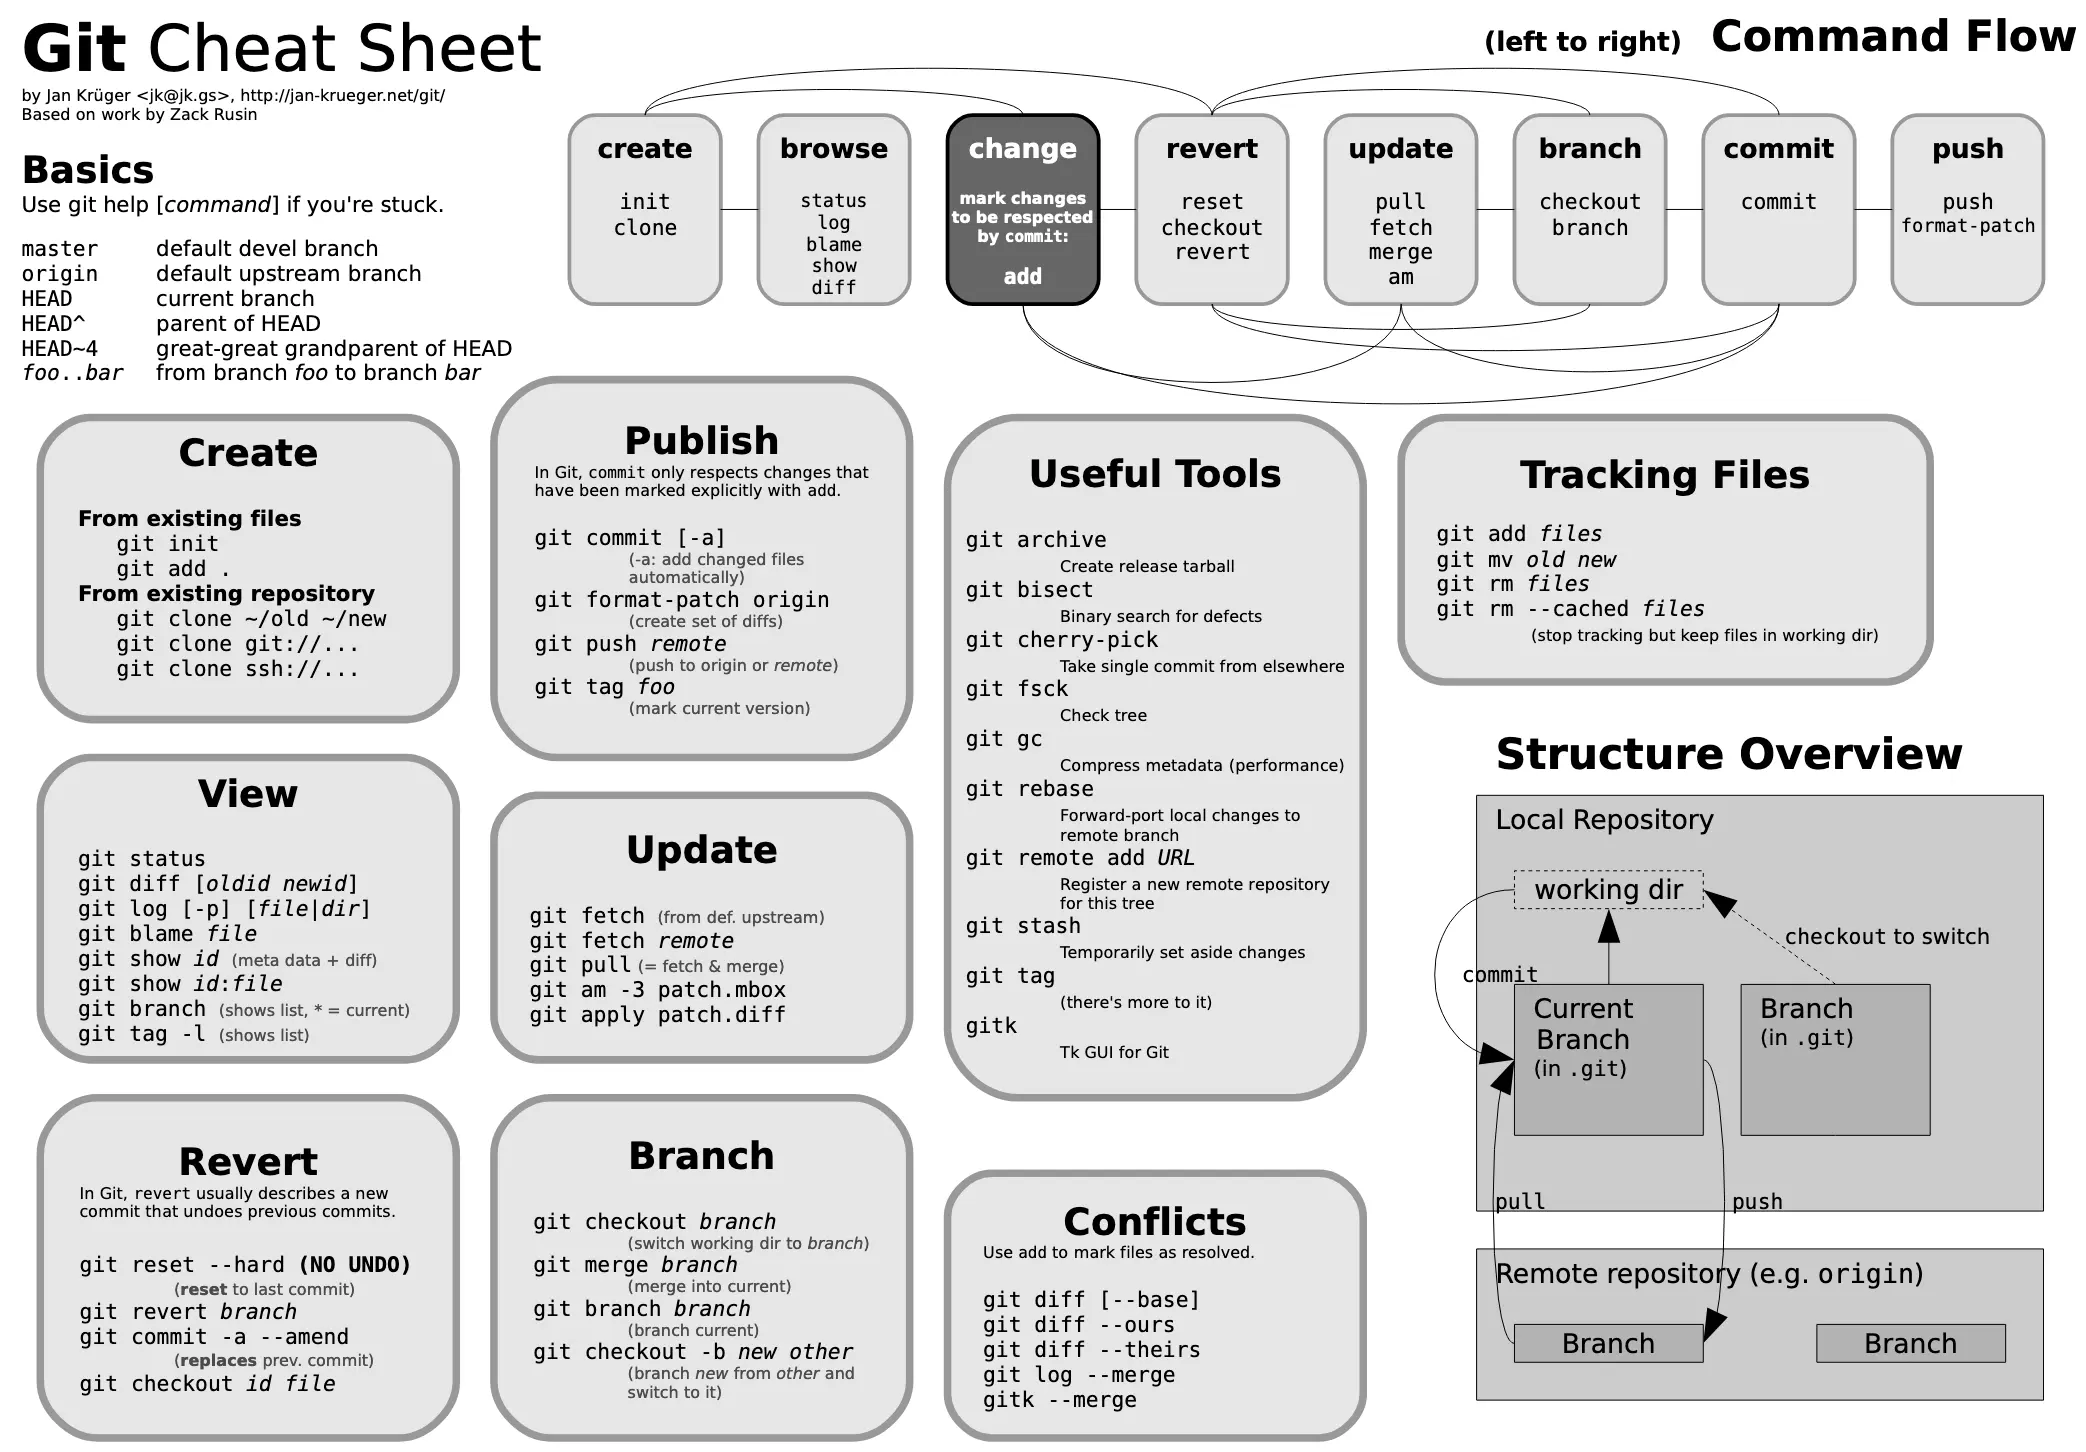 Git Cheat Sheet
by Jan Krüger <jk@jk.gs>, http://jan-krueger.net/git/
Based on work by Zack Rusin
Basics
Use git help [command] if you're stuck.
master default devel branch
origin default upstream branch
HEAD current branch
HEAD^ parent of HEAD
HEAD~4 great-great grandparent of HEAD
foo..bar from branch foo to branch bar
(left to right) Command Flow
create
init
clone
browse
status
log
blame
show
diff
change
mark changes
to be respected
by commit:
add
revert
reset
checkout
revert
update
pull
fetch
merge
am
branch
checkout
branch
commit
commit
push
push
format-patch
Create
From existing files
git init
git add .
From existing repository
git clone ~/old ~/new
git clone git://...
git clone ssh://...
View
git status
git diff [oldid newid]
git log [-p] [file|dir]
git blame file
git show id (meta data + diff)
git show id:file
git branch (shows list, * = current)
git tag -l (shows list)
Revert
In Git, revert usually describes a new
commit that undoes previous commits.
git reset --hard (NO UNDO)
(reset to last commit)
git revert branch
git commit -a --amend
(replaces prev. commit)
git checkout id file
Publish
In Git, commit only respects changes that
have been marked explicitly with add.
git commit [-a]
(-a: add changed files
automatically)
git format-patch origin
(create set of diffs)
git push remote
(push to origin or remote)
git tag foo
(mark current version)
Update
git fetch (from def. upstream)
git fetch remote
git pull (= fetch & merge)
git am -3 patch.mbox
git apply patch.diff
Branch
git checkout branch
(switch working dir to branch)
git merge branch
(merge into current)
git branch branch
(branch current)
git checkout -b new other
(branch new from other and
switch to it)
Useful Tools
git archive
Create release tarball
git bisect
Binary search for defects
git cherry-pick
Take single commit from elsewhere
git fsck
Check tree
git gc
Compress metadata (performance)
git rebase
Forward-port local changes to
remote branch
git remote add URL
Register a new remote repository
for this tree
git stash
Temporarily set aside changes
git tag
(there's more to it)
gitk
Tk GUI for Git
Conflicts
Use add to mark files as resolved.
git diff [--base]
git diff --ours
git diff --theirs
git log --merge
gitk --merge
Tracking Files
git add files
git mv old new
git rm files
git rm --cached files
(stop tracking but keep files in working dir)
Structure Overview
Local Repository
working dir
checkout to switch
commit
Current
Branch
(in .git)
Branch
(in .git)
pull
push
Remote repository (e.g. origin)
Branch
Branch